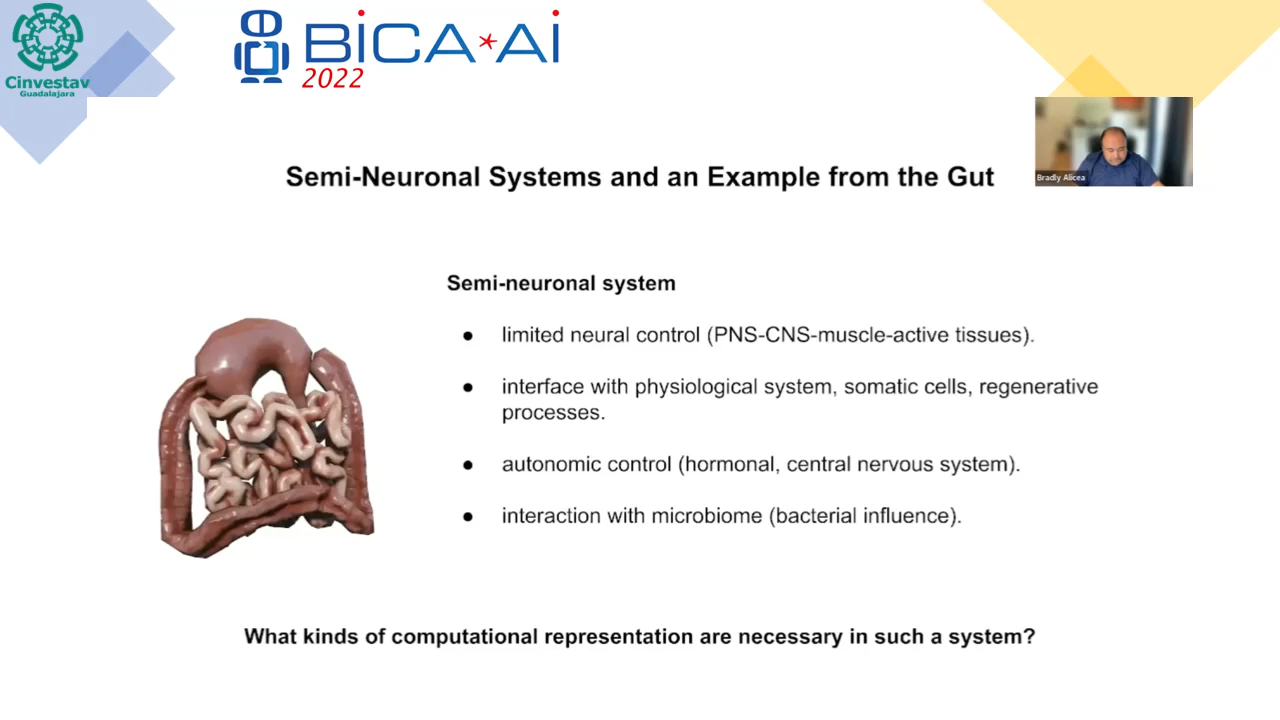 Cinvestav
Guadalajara
BiCA*Ai
2022
Bradly Alicea
Semi-Neuronal Systems and an Example from the Gut
Semi-neuronal system
● limited neural control (PNS-CNS-muscle-active tissues).
● interface with physiological system, somatic cells, regenerative
processes.
● autonomic control (hormonal, central nervous system).
● interaction with microbiome (bacterial influence).
What kinds of computational representation are necessary in such a system?